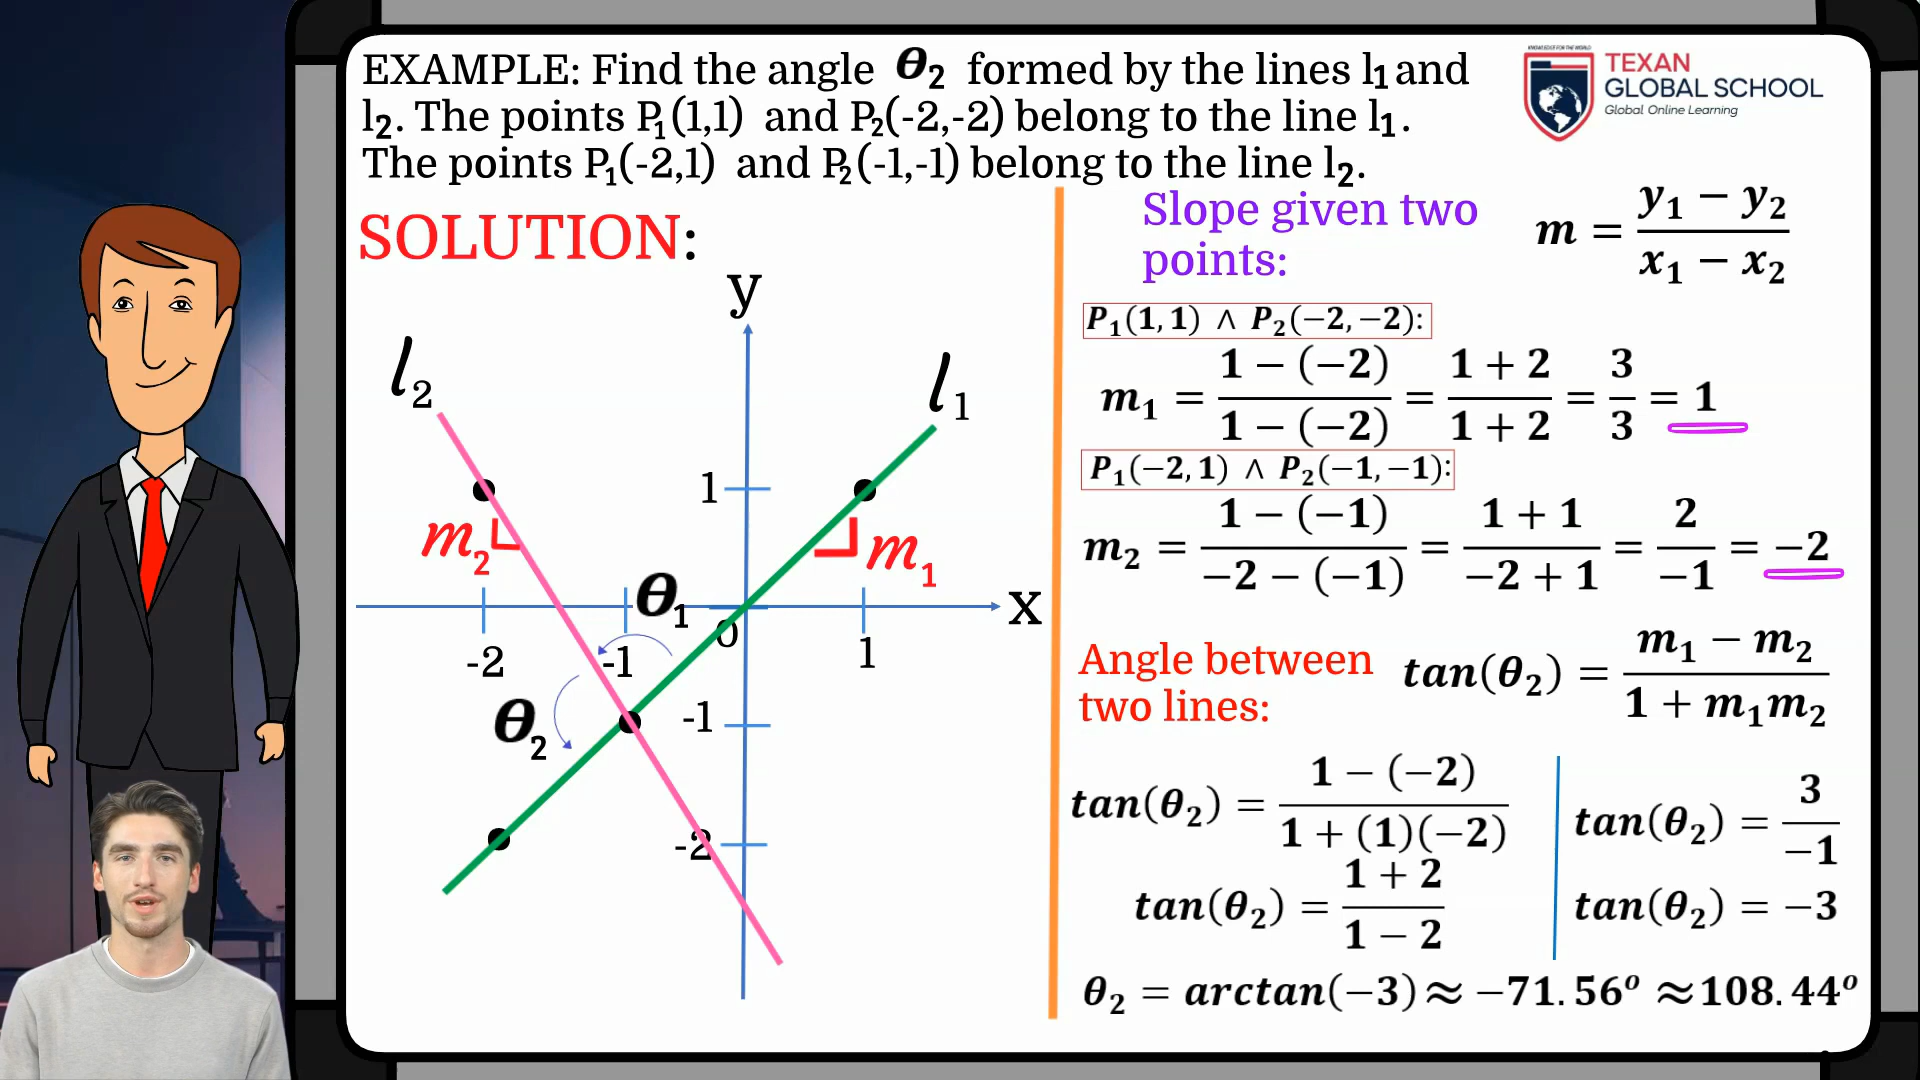 EXAMPLE: Find the angle θ₂ formed by the lines l₁ and
l₂. The points P₁(1,1) and P₂(-2,-2) belong to the line l₁.
The points P₁(-2,1) and P₂(-1,-1) belong to the line l₂.
KNOWLEDGE FOR THE WORLD
TEXAN
GLOBAL SCHOOL
Global Online Learning
SOLUTION:
y
l₂
l₁
1
m₂
m₁
θ₁
x
0
-2
-1
1
θ₂
-1
-2
Slope given two
points:
m = (y₁ − y₂)/(x₁ − x₂)
P₁(1, 1) ∧ P₂(−2, −2):
m₁ = (1 − (−2))/(1 − (−2)) = (1 + 2)/(1 + 2) = 3/3 = 1
P₁(−2, 1) ∧ P₂(−1, −1):
m₂ = (1 − (−1))/(−2 − (−1)) = (1 + 1)/(−2 + 1) = 2/−1 = −2
Angle between
two lines:
tan(θ₂) = (m₁ − m₂)/(1 + m₁m₂)
tan(θ₂) = (1 − (−2))/(1 + (1)(−2))
tan(θ₂) = (1 + 2)/(1 − 2)
tan(θ₂) = 3/−1
tan(θ₂) = −3
θ₂ = arctan(−3) ≈ −71.56° ≈ 108.44°